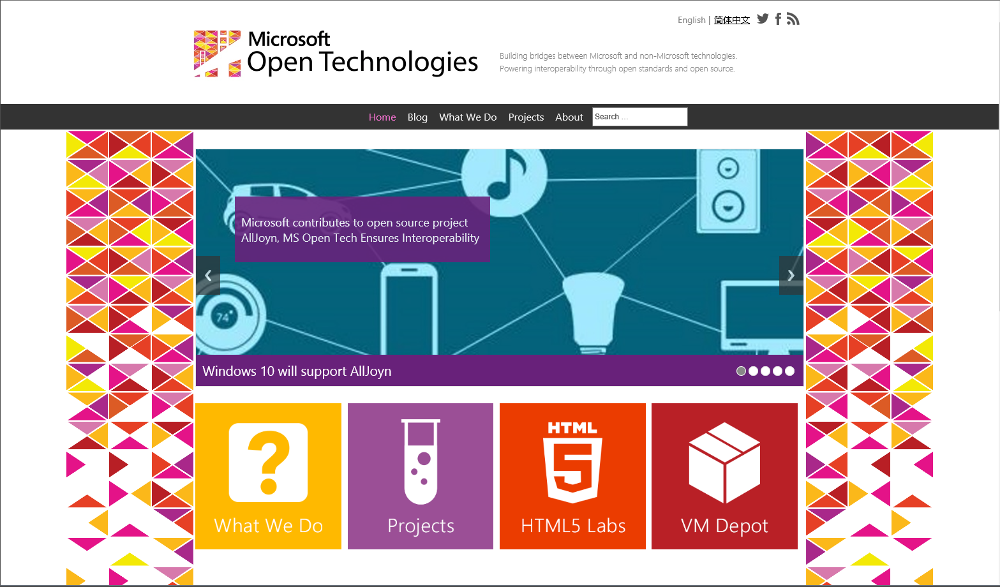 English | 简体中文
Microsoft
Open Technologies
Building bridges between Microsoft and non-Microsoft technologies.
Powering interoperability through open standards and open source.
Home Blog What We Do Projects About Search ...
Microsoft contributes to open source project
AllJoyn, MS Open Tech Ensures Interoperability
74°
Windows 10 will support AllJoyn
HTML
5
What We Do Projects HTML5 Labs VM Depot